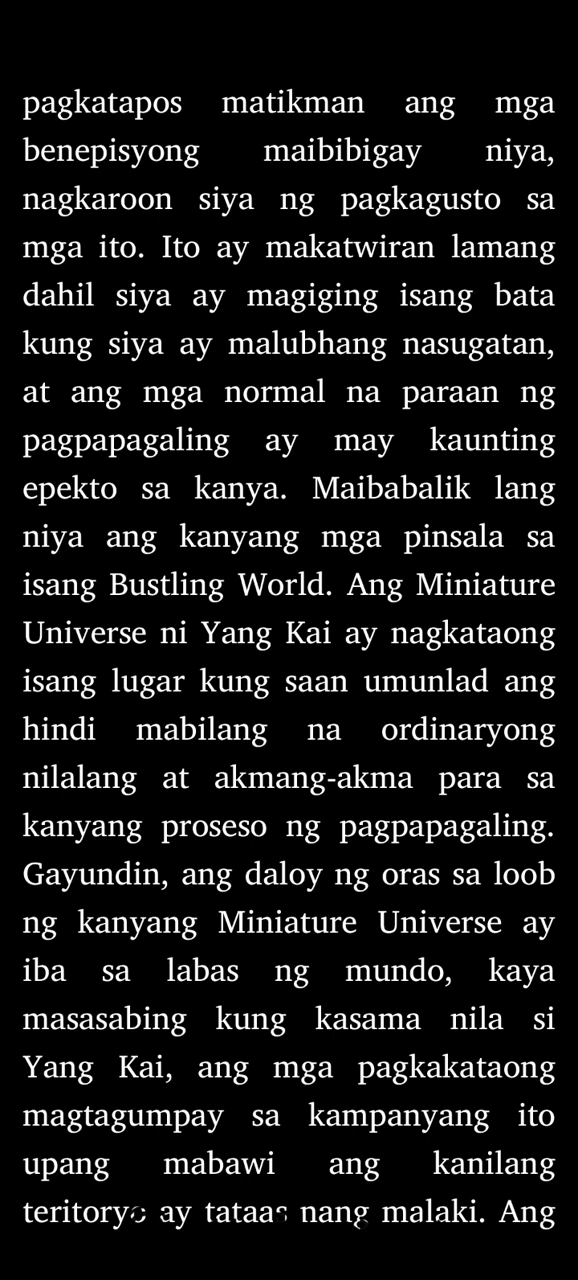 pagkatapos matikman ang mga
benepisyong maibibigay niya,
nagkaroon siya ng pagkagusto sa
mga ito. Ito ay makatwiran lamang
dahil siya ay magiging isang bata
kung siya ay malubhang nasugatan,
at ang mga normal na paraan ng
pagpapagaling ay may kaunting
epekto sa kanya. Maibabalik lang
niya ang kanyang mga pinsala sa
isang Bustling World. Ang Miniature
Universe ni Yang Kai ay nagkataong
isang lugar kung saan umunlad ang
hindi mabilang na ordinaryong
nilalang at akmang-akma para sa
kanyang proseso ng pagpapagaling.
Gayundin, ang daloy ng oras sa loob
ng kanyang Miniature Universe ay
iba sa labas ng mundo, kaya
masasabing kung kasama nila si
Yang Kai, ang mga pagkakataong
magtagumpay sa kampanyang ito
upang mabawi ang kanilang
teritoryo ay tataas nang malaki. Ang